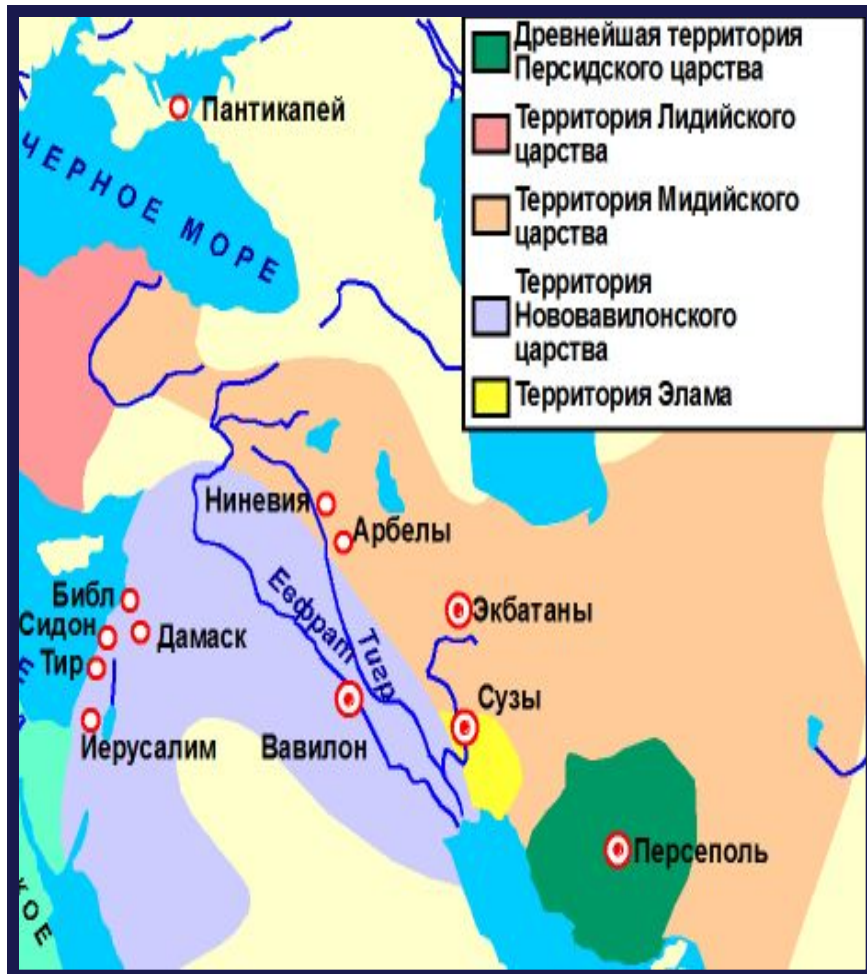 Древнейшая территория
Персидского царства
Территория Лидийского
царства
Территория Мидийского
царства
Территория
Нововавилонского
царства
Территория Элама
Пантикапей
ЧЕРНОЕ МОРЕ
Ниневия
Арбелы
Библ
Сидон
Дамаск
Тир
Иерусалим
Евфрат
Тигр
Вавилон
Экбатаны
Сузы
Персеполь
КОЕ